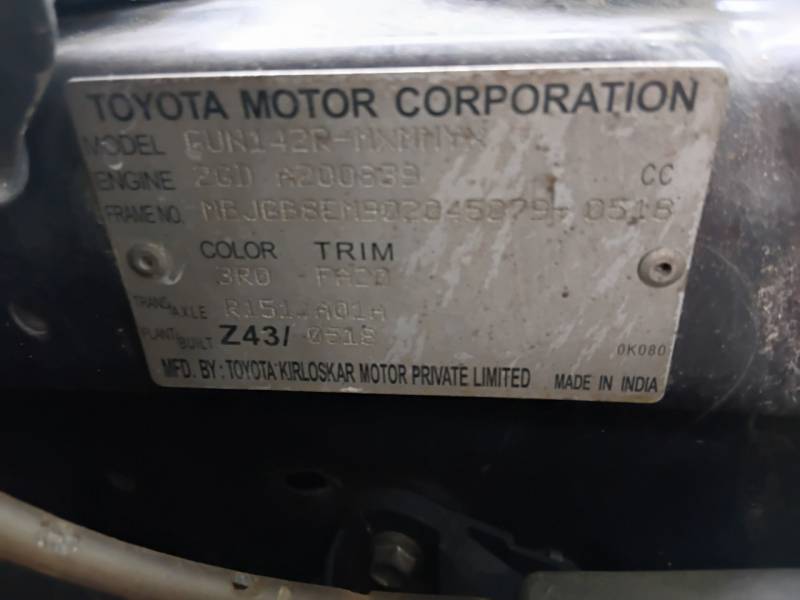 TOYOTA MOTOR CORPORATION
MODEL GUN142R-MXMMYN
ENGINE 2GD A200639 CC
FRAME NO. MBJGB8EM902045079- 0518
COLOR TRIM
3R0 FA20
TRANS/AXLE R151/A01A
PLANT/BUILT Z43/ 0518
0K080
MFD. BY : TOYOTA KIRLOSKAR MOTOR PRIVATE LIMITED MADE IN INDIA